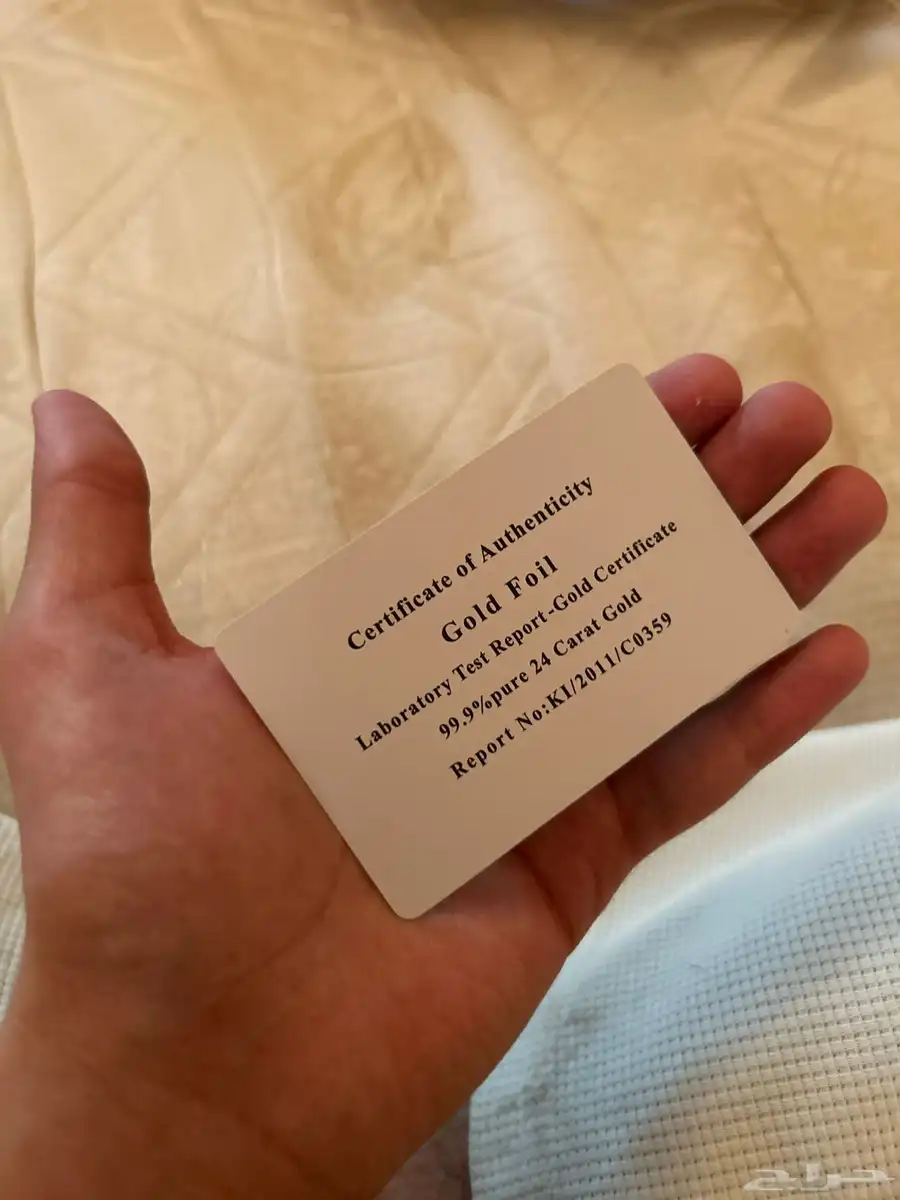 Certificate of Authenticity
Gold Foil
Laboratory Test Report-Gold Certificate
99.9%pure 24 Carat Gold
Report No:KI/2011/C0359
حراج